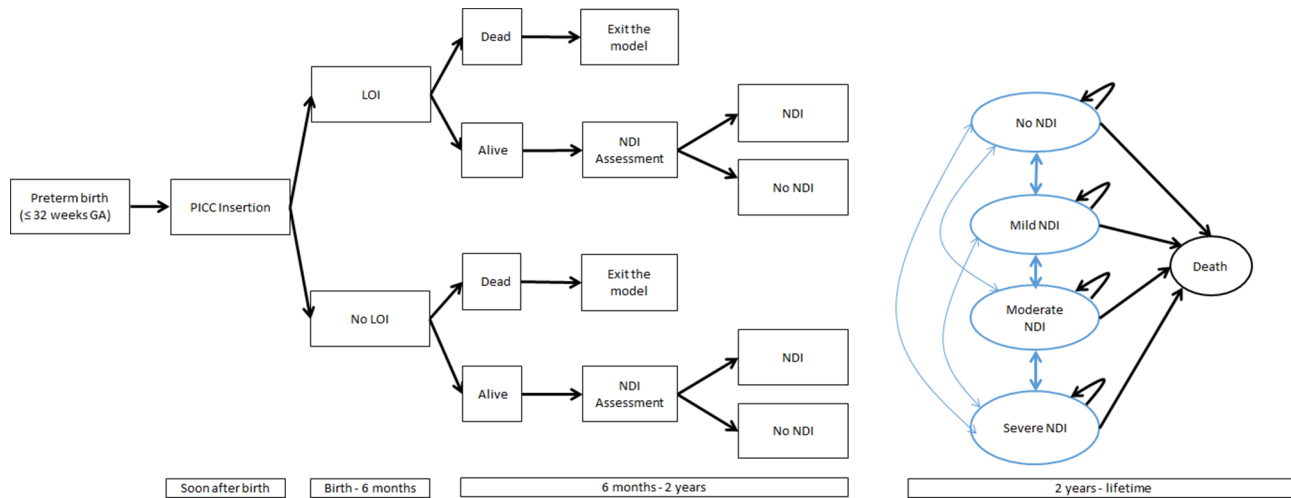 Preterm birth
(≤ 32 weeks GA)
PICC Insertion
LOI
Dead
Exit the
model
Alive
NDI
Assessment
NDI
No NDI
No LOI
Dead
Exit the
model
Alive
NDI
Assessment
NDI
No NDI
No NDI
Mild NDI
Moderate
NDI
Severe NDI
Death
Soon after birth
Birth - 6 months
6 months - 2 years
2 years - lifetime